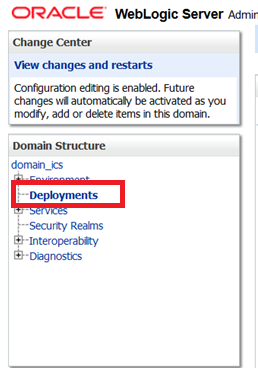 ORACLE WebLogic Server Admi
Change Center
View changes and restarts
Configuration editing is enabled. Future
changes will automatically be activated as you
modify, add or delete items in this domain.
Domain Structure
domain_ics
Environment
Deployments
Services
Security Realms
Interoperability
Diagnostics